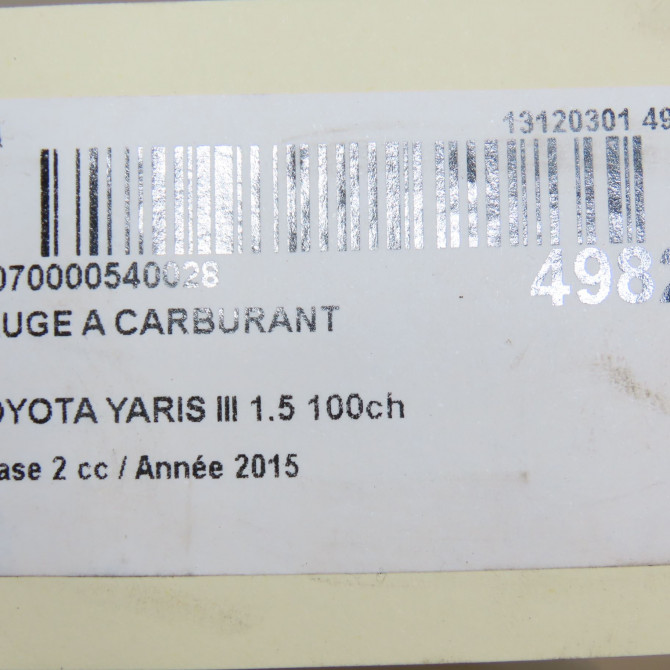 13120301 49
070000540028
498
UGE A CARBURANT
OYOTA YARIS III 1.5 100ch
ase 2 cc / Année 2015